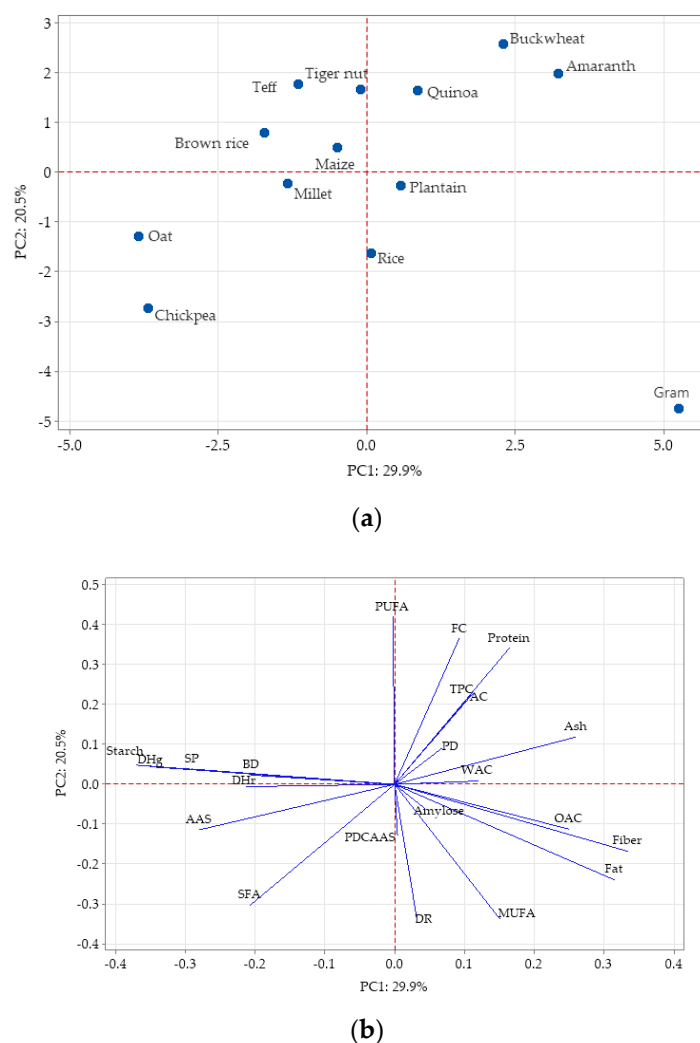 3
2
1
0
-1
-2
-3
-4
-5
PC2: 20.5%
Buckwheat
Amaranth
Teff
Tiger nut
Quinoa
Brown rice
Maize
Millet
Plantain
Oat
Rice
Chickpea
Gram
-5.0
-2.5
0.0
2.5
5.0
PC1: 29.9%
(a)
0.5
0.4
0.3
0.2
0.1
0.0
-0.1
-0.2
-0.3
-0.4
PC2: 20.5%
PUFA
FC
Protein
TPC
AC
Ash
PD
Starch
DHg
SP
BD
WAC
DHr
AAS
PDCAAS
Amylose
OAC
Fiber
Fat
SFA
DR
MUFA
-0.4
-0.3
-0.2
-0.1
0.0
0.1
0.2
0.3
0.4
PC1: 29.9%
(b)